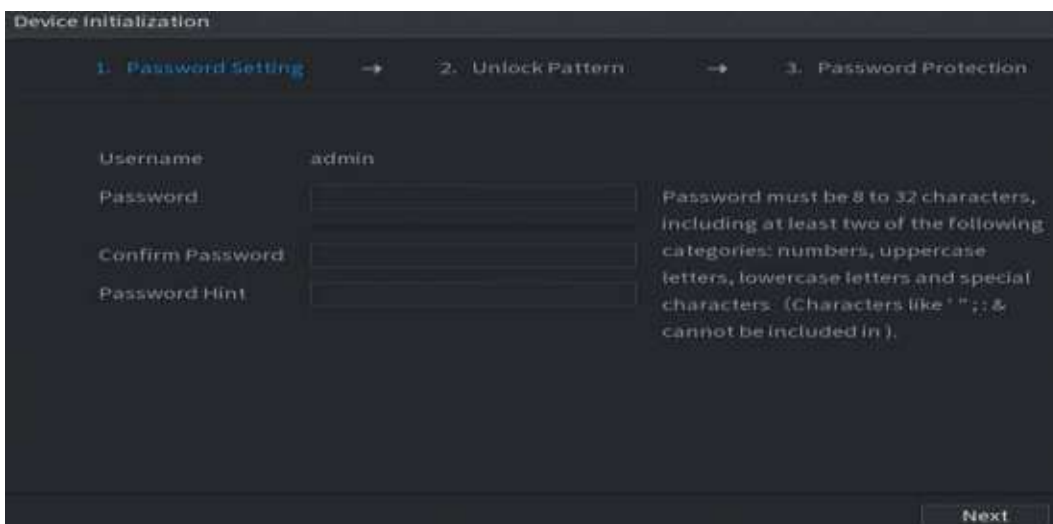 Device Initialization
1. Password Setting → 2. Unlock Pattern → 3. Password Protection
Username admin
Password
Password must be 8 to 32 characters,
including at least two of the following
categories: numbers, uppercase
letters, lowercase letters and special
characters (Characters like ' " ; : &
cannot be included in ).
Confirm Password
Password Hint
Next